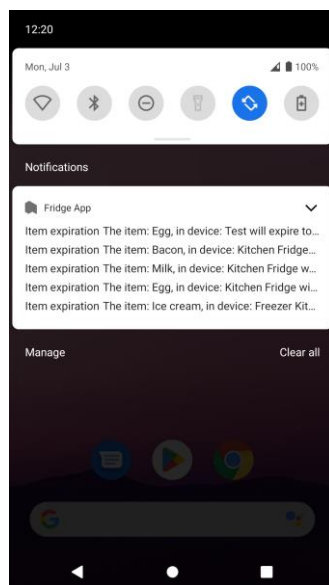 12:20
Mon, Jul 3
100%
Notifications
Fridge App
Item expiration The item: Egg, in device: Test will expire to...
Item expiration The item: Bacon, in device: Kitchen Fridge...
Item expiration The item: Milk, in device: Kitchen Fridge w...
Item expiration The item: Egg, in device: Kitchen Fridge wi...
Item expiration The item: Ice cream, in device: Freezer Kit...
Manage Clear all